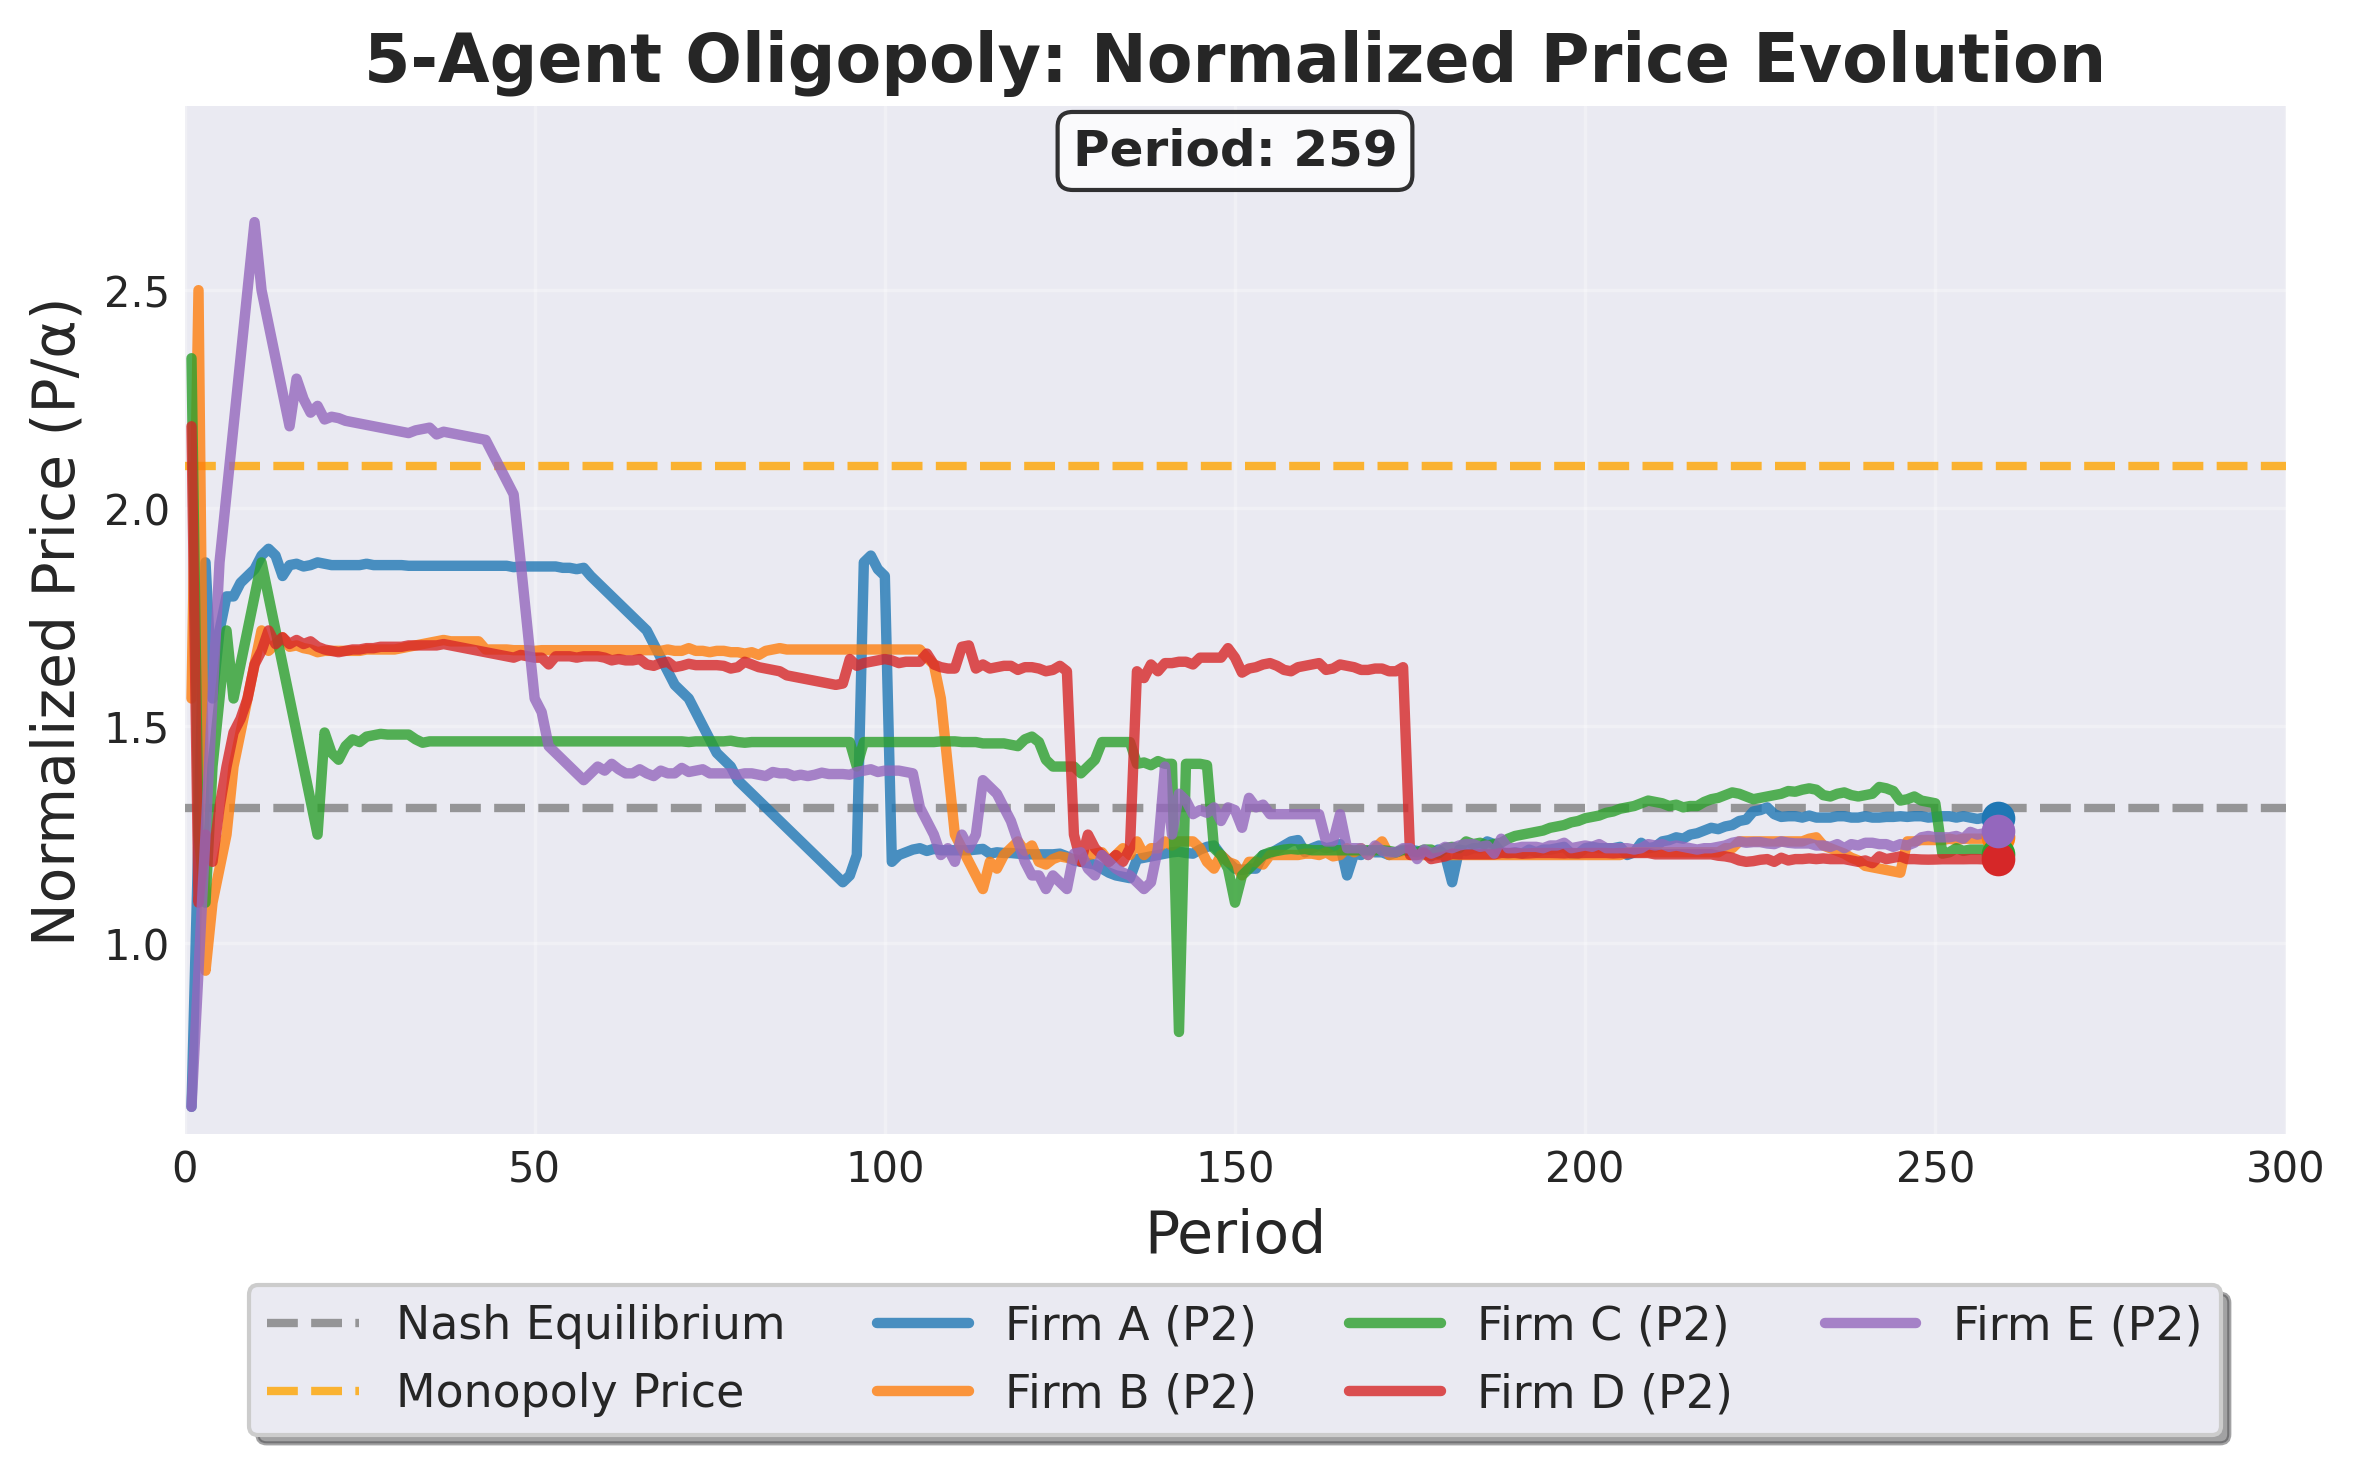 5-Agent Oligopoly: Normalized Price Evolution
Period: 259
Normalized Price (P/α)
2.5
2.0
1.5
1.0
0 50 100 150 200 250 300
Period
Nash Equilibrium
Monopoly Price
Firm A (P2)
Firm B (P2)
Firm C (P2)
Firm D (P2)
Firm E (P2)